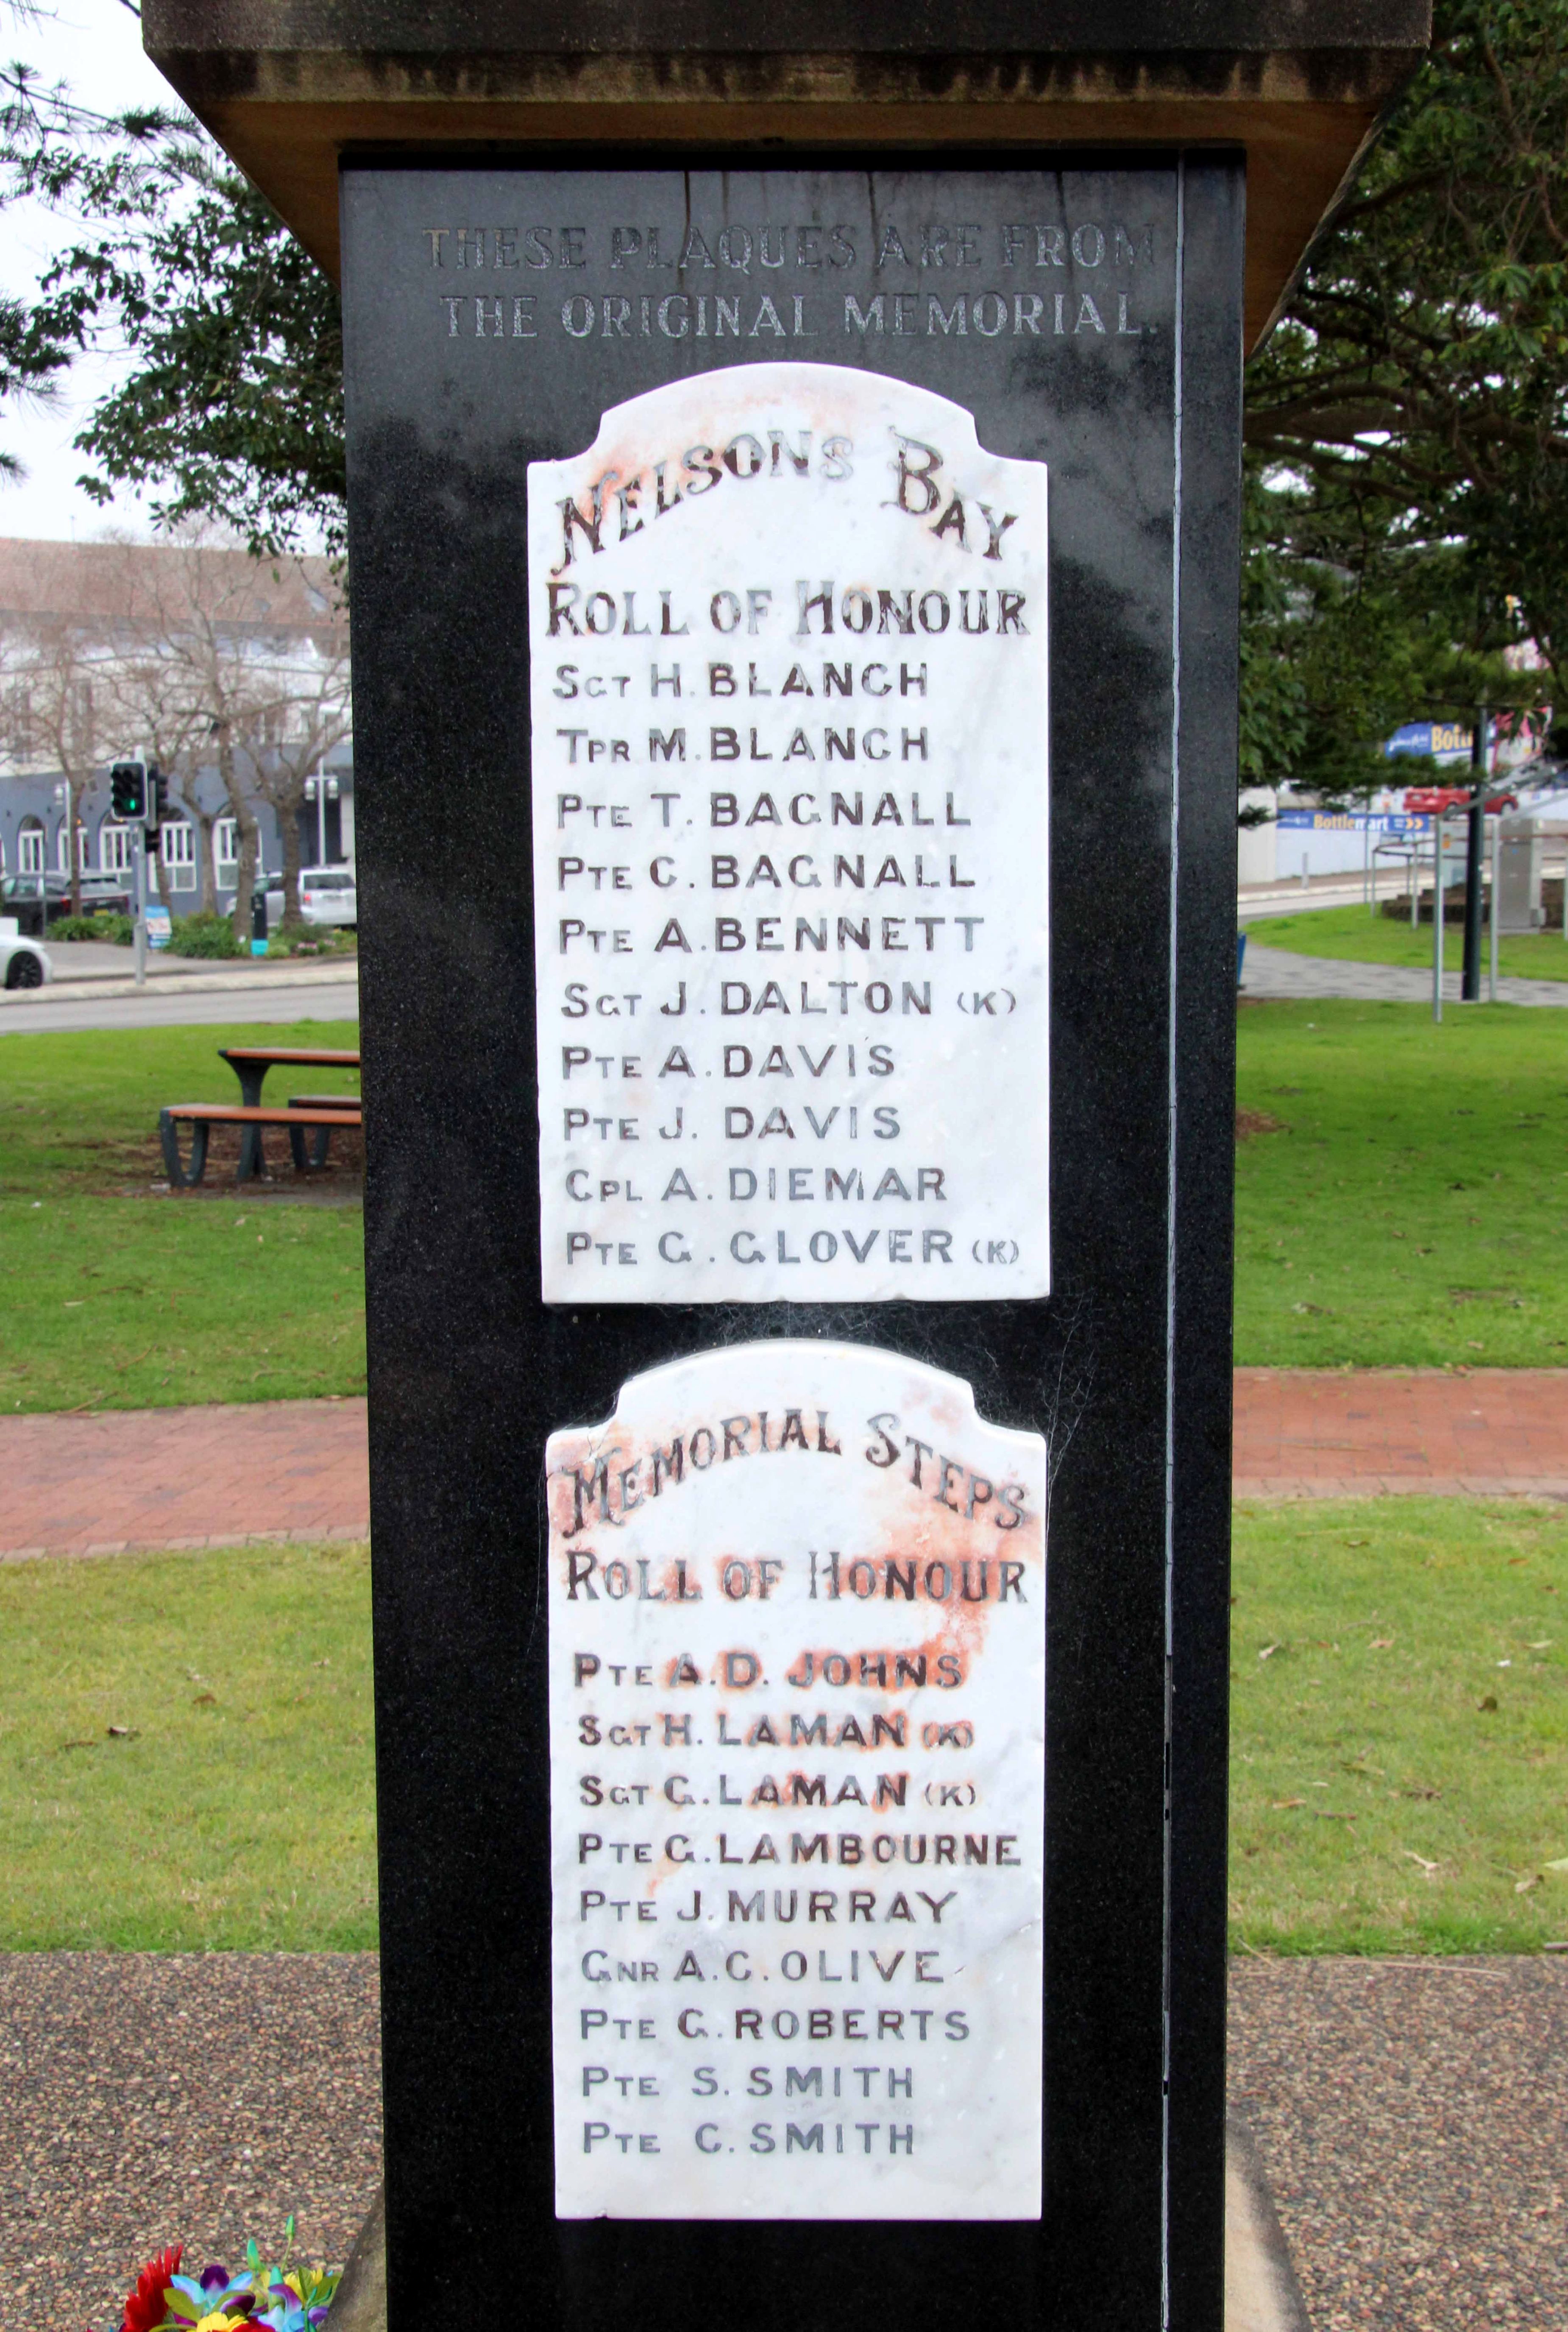 THESE PLAQUES ARE FROM
THE ORIGINAL MEMORIAL.
NELSONS BAY
ROLL OF HONOUR
SGT H. BLANCH
TPR M. BLANCH
PTE T. BAGNALL
PTE C. BAGNALL
PTE A. BENNETT
SGT J. DALTON (K)
PTE A. DAVIS
PTE J. DAVIS
CPL A. DIEMAR
PTE G. GLOVER (K)
MEMORIAL STEPS
ROLL OF HONOUR
PTE A.D. JOHNS
SGT H. LAMAN (K)
SGT G. LAMAN (K)
PTE G. LAMBOURNE
PTE J. MURRAY
GNR A.C. OLIVE
PTE G. ROBERTS
PTE S. SMITH
PTE C. SMITH
Bottlemart >>